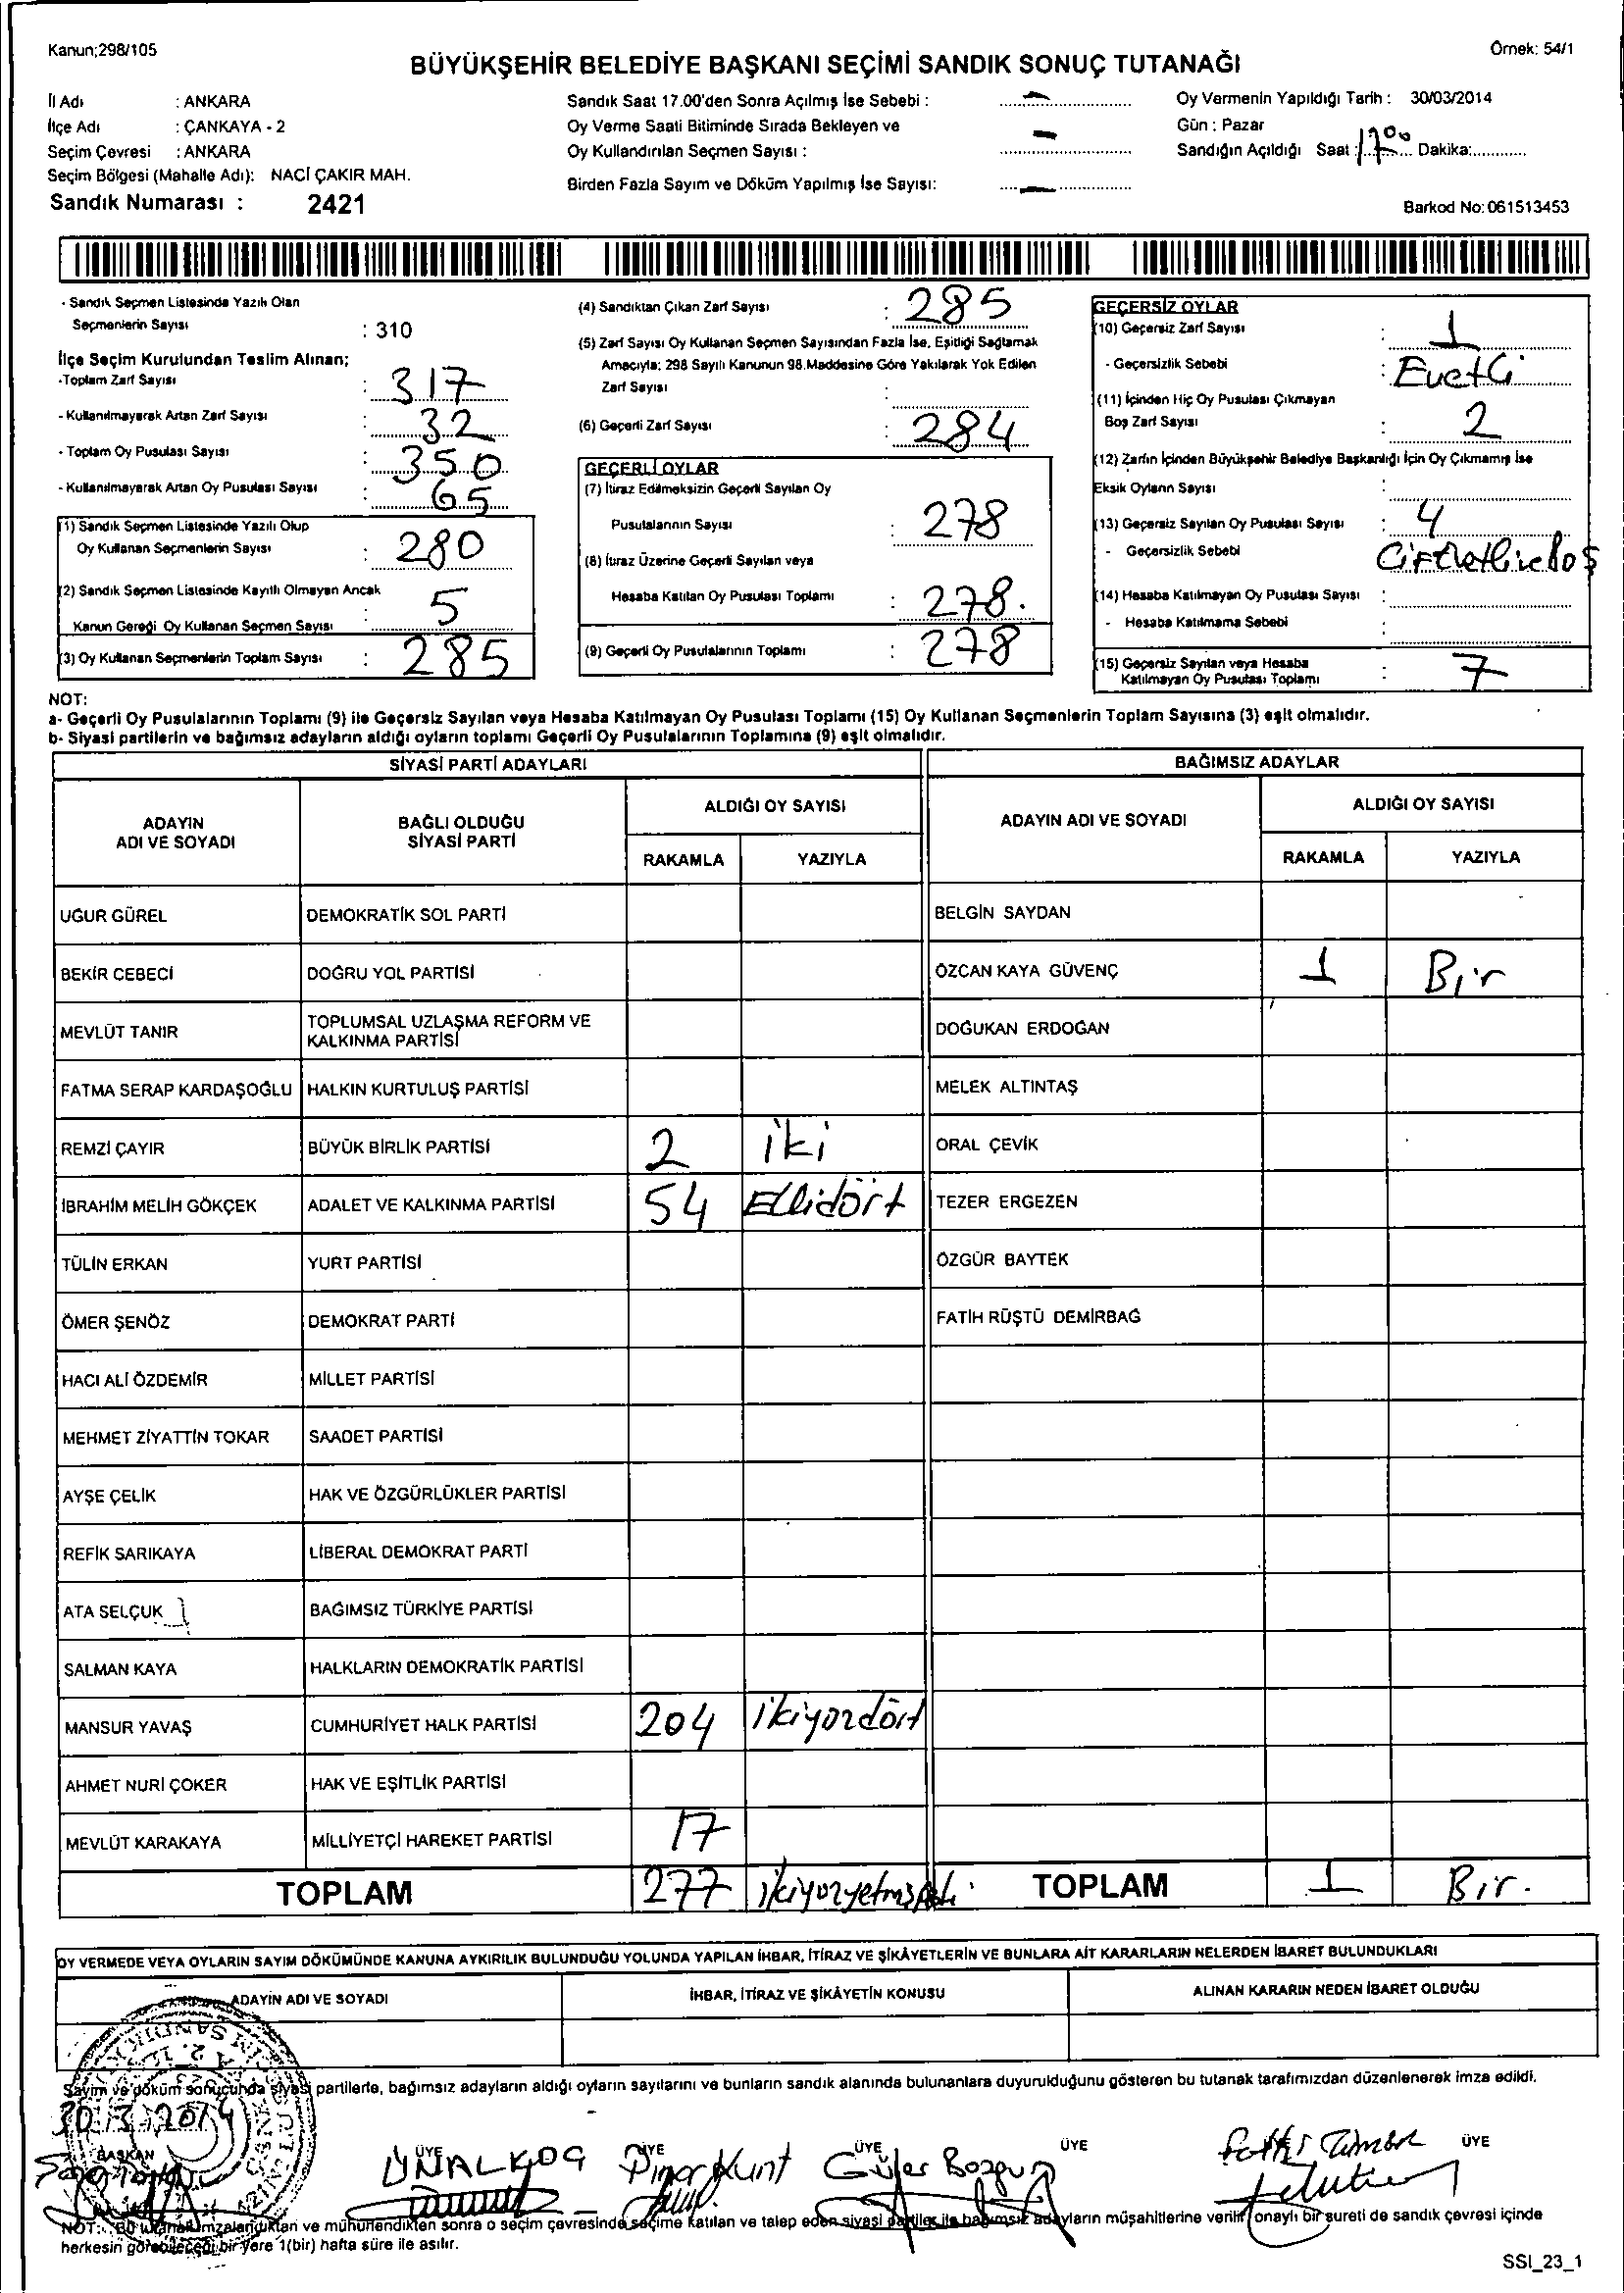 Kanun;298/105
Örnek: 54/1
BÜYÜKŞEHİR BELEDİYE BAŞKANI SEÇİMİ SANDIK SONUÇ TUTANAĞI
İl Adı : ANKARA
İlçe Adı : ÇANKAYA - 2
Seçim Çevresi : ANKARA
Seçim Bölgesi (Mahalle Adı): NACİ ÇAKIR MAH.
Sandık Numarası : 2421
Sandık Saat 17.00'den Sonra Açılmış İse Sebebi : -
Oy Verme Saati Bitiminde Sırada Bekleyen ve
Oy Kullandırılan Seçmen Sayısı : -
Birden Fazla Sayım ve Döküm Yapılmış İse Sayısı: -
Oy Vermenin Yapıldığı Tarih : 30/03/2014
Gün : Pazar
Sandığın Açıldığı Saat : 17.00 Dakika:............
Barkod No:061513453
- Sandık Seçmen Listesinde Yazılı Olan
Seçmenlerin Sayısı : 310
İlçe Seçim Kurulundan Teslim Alınan;
-Toplam Zarf Sayısı : 317
- Kullanılmayarak Artan Zarf Sayısı : 32
- Toplam Oy Pusulası Sayısı : 350
- Kullanılmayarak Artan Oy Pusulası Sayısı : 65
(1) Sandık Seçmen Listesinde Yazılı Olup
Oy Kullanan Seçmenlerin Sayısı : 280
(2) Sandık Seçmen Listesinde Kayıtlı Olmayan Ancak
Kanun Gereği Oy Kullanan Seçmen Sayısı : 5
(3) Oy Kullanan Seçmenlerin Toplam Sayısı : 285
(4) Sandıktan Çıkan Zarf Sayısı : 285
(5) Zarf Sayısı Oy Kullanan Seçmen Sayısından Fazla İse, Eşitliği Sağlamak
Amacıyla; 298 Sayılı Kanunun 98.Maddesine Göre Yakılarak Yok Edilen
Zarf Sayısı :
(6) Geçerli Zarf Sayısı : 284
GEÇERLİ OYLAR
(7) İtiraz Edilmeksizin Geçerli Sayılan Oy
Pusulalarının Sayısı : 278
(8) İtiraz Üzerine Geçerli Sayılan veya
Hesaba Katılan Oy Pusulası Toplamı : 278.
(9) Geçerli Oy Pusulalarının Toplamı : 278
GEÇERSİZ OYLAR
(10) Geçersiz Zarf Sayısı : 1
- Geçersizlik Sebebi : Evetli
(11) İçinden Hiç Oy Pusulası Çıkmayan
Boş Zarf Sayısı : 2
(12) Zarfın İçinden Büyükşehir Belediye Başkanlığı İçin Oy Çıkmamış İse
Eksik Oyların Sayısı :
(13) Geçersiz Sayılan Oy Pusulası Sayısı : 4
- Geçersizlik Sebebi
(14) Hesaba Katılmayan Oy Pusulası Sayısı :
- Hesaba Katılmama Sebebi :
(15) Geçersiz Sayılan veya Hesaba
Katılmayan Oy Pusulası Toplamı : 7
NOT:
a- Geçerli Oy Pusulalarının Toplamı (9) ile Geçersiz Sayılan veya Hesaba Katılmayan Oy Pusulası Toplamı (15) Oy Kullanan Seçmenlerin Toplam Sayısına (3) eşit olmalıdır.
b- Siyasi partilerin ve bağımsız adayların aldığı oyların toplamı Geçerli Oy Pusulalarının Toplamına (9) eşit olmalıdır.
SİYASİ PARTİ ADAYLARI
ADAYIN ADI VE SOYADI
BAĞLI OLDUĞU SİYASİ PARTİ
ALDIĞI OY SAYISI
RAKAMLA YAZIYLA
UĞUR GÜREL DEMOKRATİK SOL PARTİ
BEKİR CEBECİ DOĞRU YOL PARTİSİ
MEVLÜT TANIR TOPLUMSAL UZLAŞMA REFORM VE
KALKINMA PARTİSİ
FATMA SERAP KARDAŞOĞLU HALKIN KURTULUŞ PARTİSİ
REMZİ ÇAYIR BÜYÜK BİRLİK PARTİSİ 2 iki
İBRAHİM MELİH GÖKÇEK ADALET VE KALKINMA PARTİSİ 54 Ellidört
TÜLİN ERKAN YURT PARTİSİ
ÖMER ŞENÖZ DEMOKRAT PARTİ
HACI ALİ ÖZDEMİR MİLLET PARTİSİ
MEHMET ZİYATTİN TOKAR SAADET PARTİSİ
AYŞE ÇELİK HAK VE ÖZGÜRLÜKLER PARTİSİ
REFİK SARIKAYA LİBERAL DEMOKRAT PARTİ
ATA SELÇUK BAĞIMSIZ TÜRKİYE PARTİSİ
SALMAN KAYA HALKLARIN DEMOKRATİK PARTİSİ
MANSUR YAVAŞ CUMHURİYET HALK PARTİSİ 204 ikiyüzdört
AHMET NURİ ÇOKER HAK VE EŞİTLİK PARTİSİ
MEVLÜT KARAKAYA MİLLİYETÇİ HAREKET PARTİSİ 17
TOPLAM 277 ikiyüzyetmişyedi
BAĞIMSIZ ADAYLAR
ADAYIN ADI VE SOYADI
ALDIĞI OY SAYISI
RAKAMLA YAZIYLA
BELGİN SAYDAN
ÖZCAN KAYA GÜVENÇ 1 Bir
DOĞUKAN ERDOĞAN
MELEK ALTINTAŞ
ORAL ÇEVİK
TEZER ERGEZEN
ÖZGÜR BAYTEK
FATİH RÜŞTÜ DEMİRBAĞ
TOPLAM 1 Bir.
OY VERMEDE VEYA OYLARIN SAYIM DÖKÜMÜNDE KANUNA AYKIRILIK BULUNDUĞU YOLUNDA YAPILAN İHBAR, İTİRAZ VE ŞİKÂYETLERİN VE BUNLARA AİT KARARLARIN NELERDEN İBARET BULUNDUKLARI
ADAYIN ADI VE SOYADI
İHBAR, İTİRAZ VE ŞİKÂYETİN KONUSU
ALINAN KARARIN NEDEN İBARET OLDUĞU
Sayım ve döküm sonucunda siyasi partilerle, bağımsız adayların aldığı oyların sayılarını ve bunların sandık alanında bulunanlara duyurulduğunu gösteren bu tutanak tarafımızdan düzenlenerek imza edildi.
30.3.2014
BAŞKAN ÜYE ÜYE ÜYE ÜYE ÜYE
ÜNAL KOÇ Pınar Kunt Güler Bozgun
NOT: Bu tutanak imzalandıktan ve mühürlendikten sonra o seçim çevresinde seçime katılan ve talep eden siyasi partiler ile bağımsız adayların müşahitlerine verilir, onaylı bir sureti de sandık çevresi içinde
herkesin görebileceği bir yere 1(bir) hafta süre ile asılır.
SSI_23_1